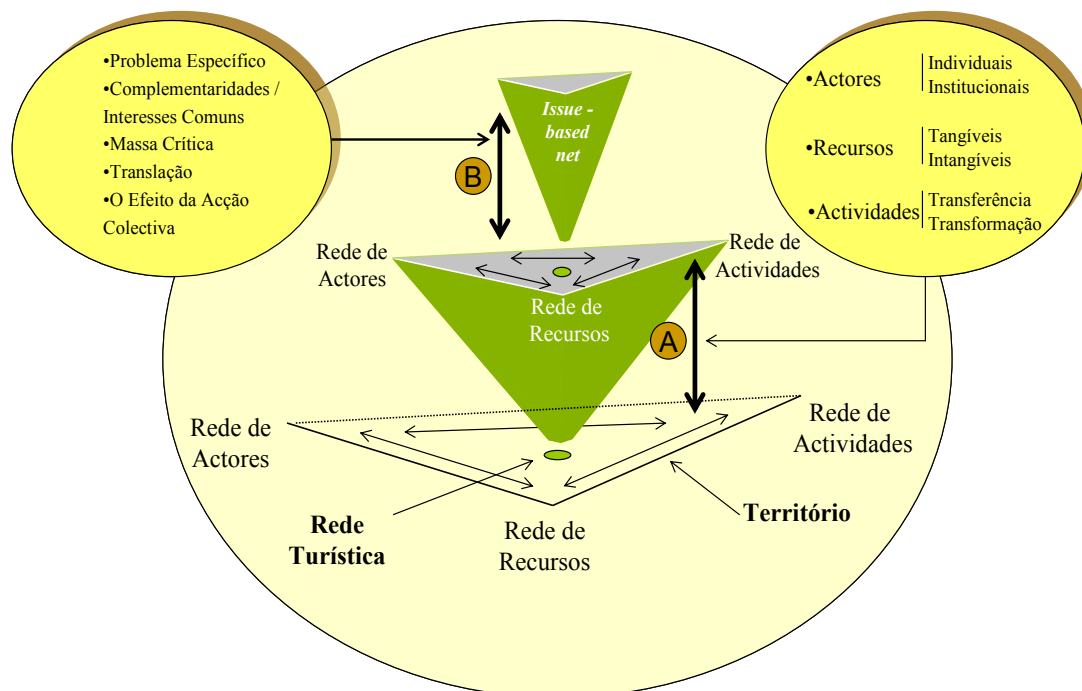 •Problema Específico
•Complementaridades /
Interesses Comuns
•Massa Crítica
•Translação
•O Efeito da Acção
Colectiva
Issue -
based
net
B
•Actores
Individuais
Institucionais
•Recursos
Tangíveis
Intangíveis
•Actividades
Transferência
Transformação
Rede de
Actores
Rede de
Actividades
Rede de
Recursos
A
Rede de
Actores
Rede de
Actividades
Rede
Turística
Rede de
Recursos
Território